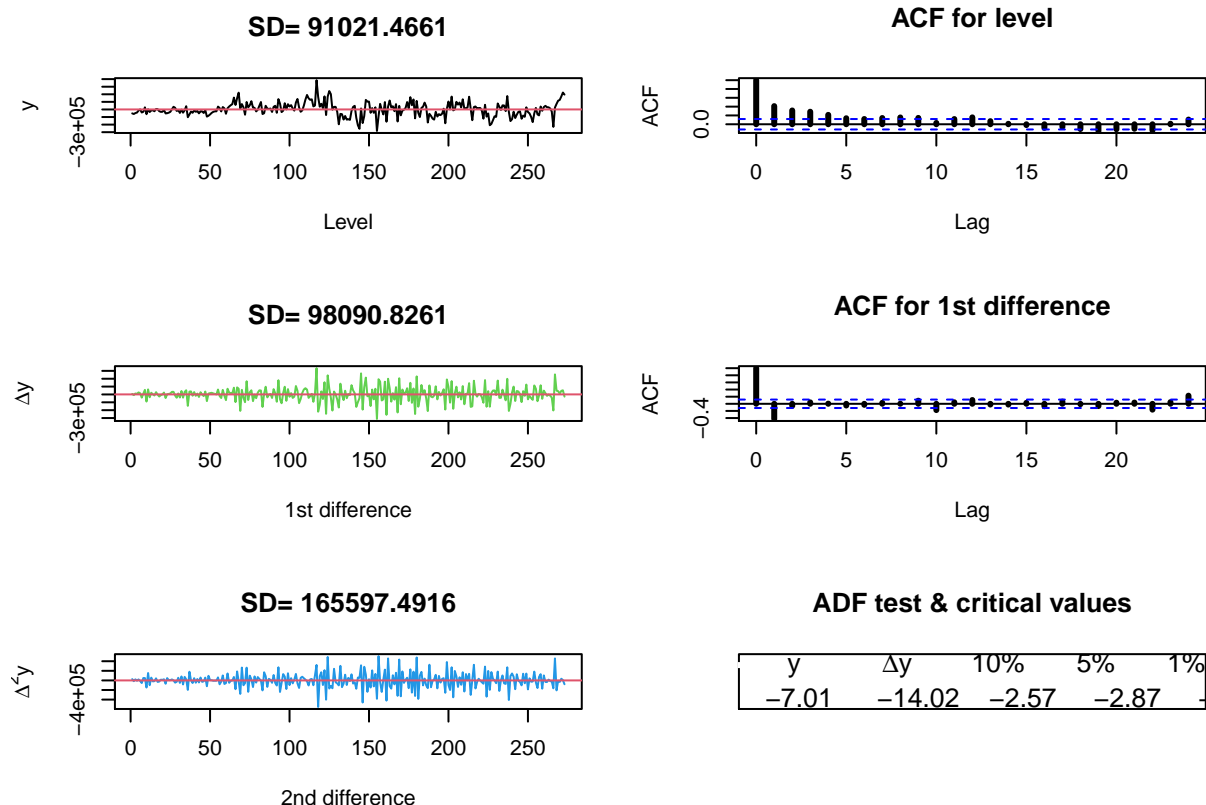 SD= 91021.4661
y
−3e+05
0 50 100 150 200 250
Level
ACF for level
ACF
0.0
0 5 10 15 20
Lag
SD= 98090.8261
Δy
−3e+05
0 50 100 150 200 250
1st difference
ACF for 1st difference
ACF
−0.4
0 5 10 15 20
Lag
SD= 165597.4916
Δ²y
−4e+05
0 50 100 150 200 250
2nd difference
ADF test & critical values
y Δy 10% 5% 1%
−7.01 −14.02 −2.57 −2.87